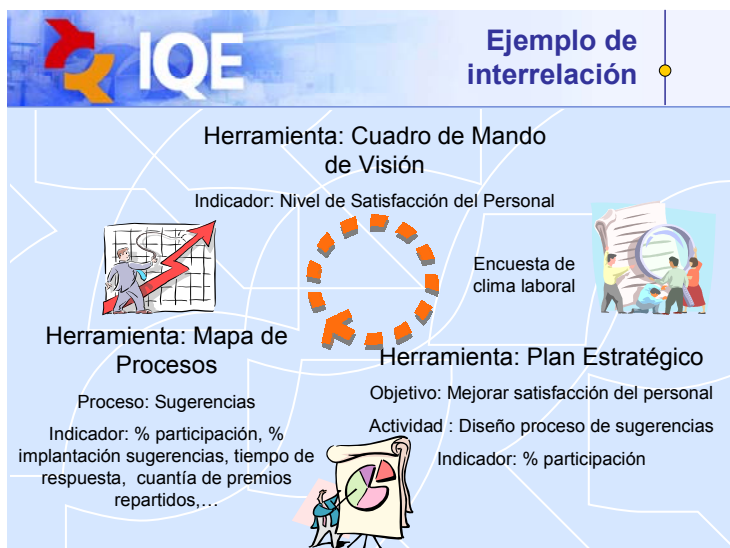 IQE
Ejemplo de
interrelación
Herramienta: Cuadro de Mando
de Visión
Indicador: Nivel de Satisfacción del Personal
Encuesta de
clima laboral
Herramienta: Mapa de
Procesos
Proceso: Sugerencias
Indicador: % participación, %
implantación sugerencias, tiempo de
respuesta, cuantía de premios
repartidos,…
Herramienta: Plan Estratégico
Objetivo: Mejorar satisfacción del personal
Actividad : Diseño proceso de sugerencias
Indicador: % participación